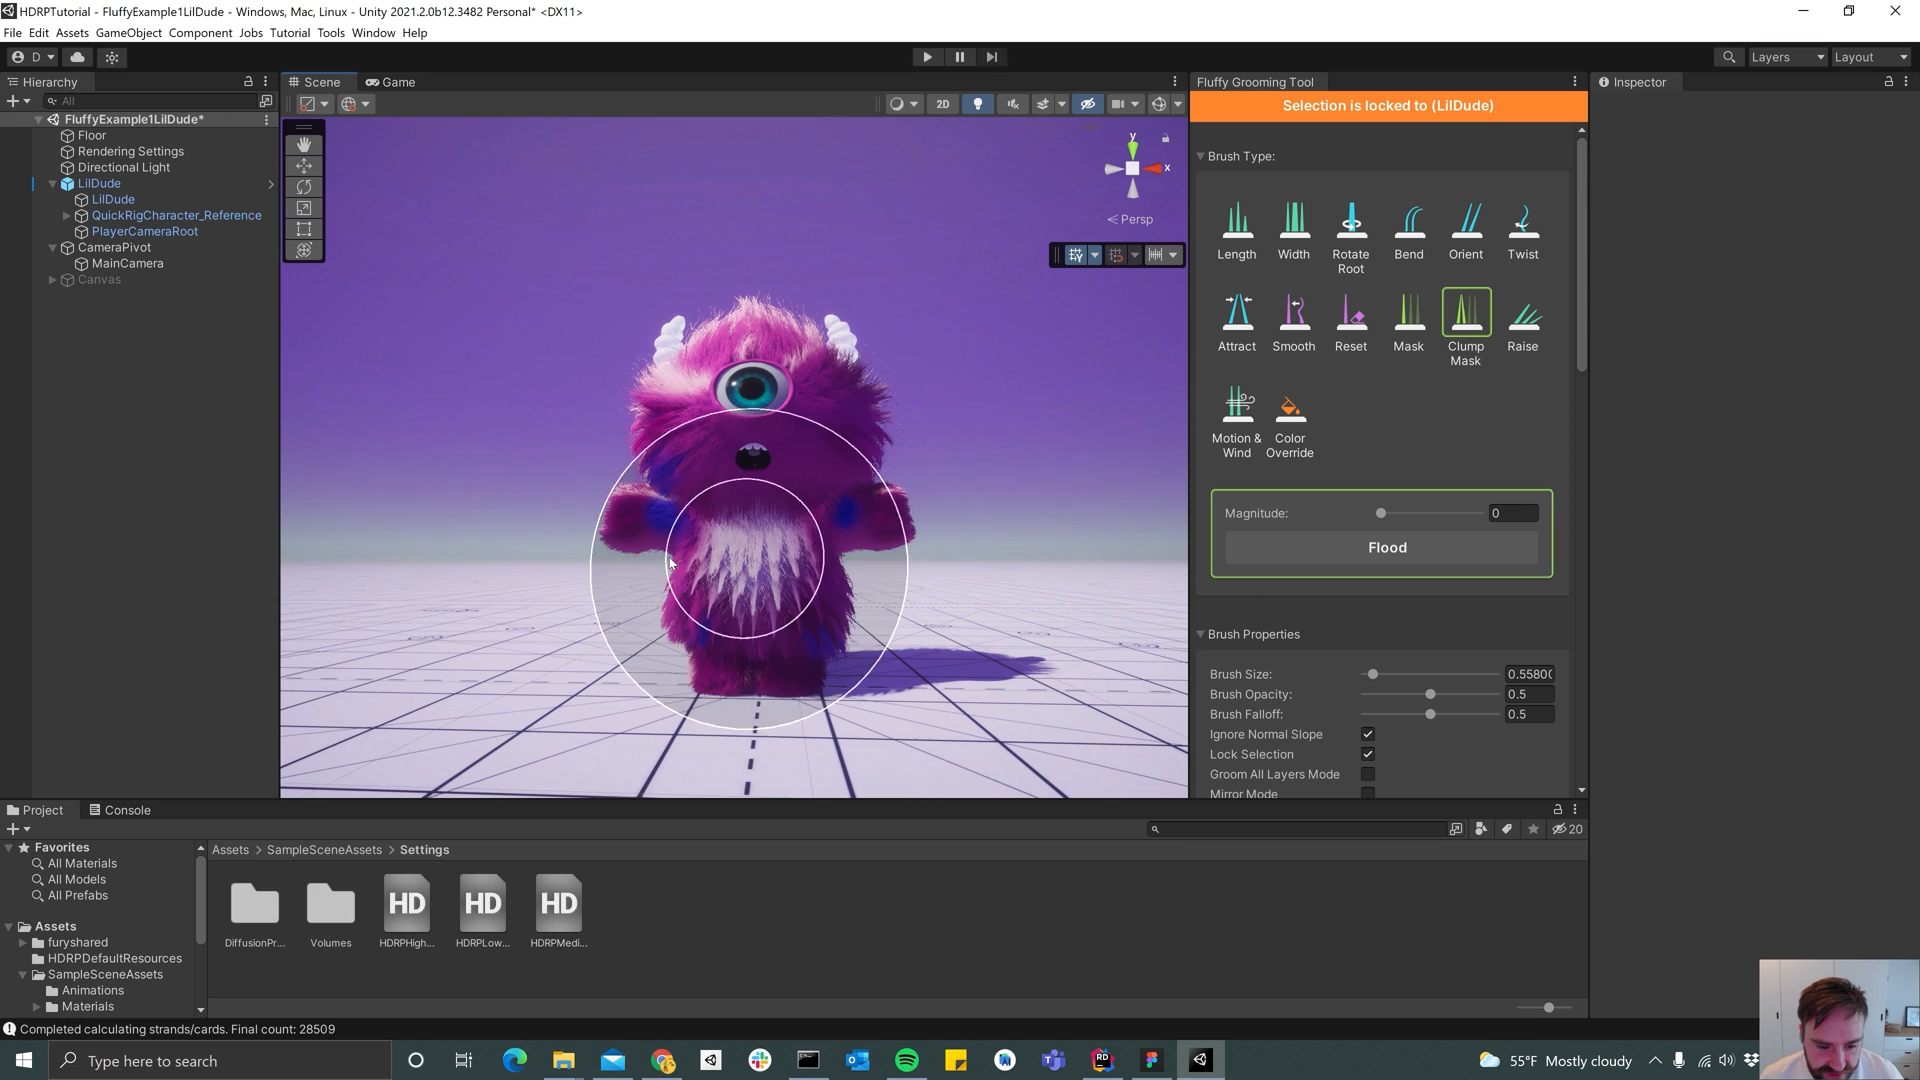 HDRPTutorial - FluffyExample1LilDude - Windows, Mac, Linux - Unity 2021.2.0b12.3482 Personal* <DX11>
File Edit Assets GameObject Component Jobs Tutorial Tools Window Help
D Layers Layout
Hierarchy
All
FluffyExample1LilDude*
Floor
Rendering Settings
Directional Light
LilDude
LilDude
QuickRigCharacter_Reference
PlayerCameraRoot
CameraPivot
MainCamera
Canvas
Scene Game
2D
y
x
Persp
Fluffy Grooming Tool
Selection is locked to (LilDude)
Brush Type:
Length Width Rotate Root Bend Orient Twist
Attract Smooth Reset Mask Clump Mask Raise
Motion & Wind Color Override
Magnitude: 0
Flood
Brush Properties
Brush Size: 0.5580
Brush Opacity: 0.5
Brush Falloff: 0.5
Ignore Normal Slope
Lock Selection
Groom All Layers Mode
Mirror Mode
Inspector
Project Console
20
Favorites
All Materials
All Models
All Prefabs
Assets
furyshared
HDRPDefaultResources
SampleSceneAssets
Animations
Materials
Assets > SampleSceneAssets > Settings
HD HD HD
DiffusionPr... Volumes HDRPHigh... HDRPLow... HDRPMedi...
Completed calculating strands/cards. Final count: 28509
Type here to search
RD
55°F Mostly cloudy